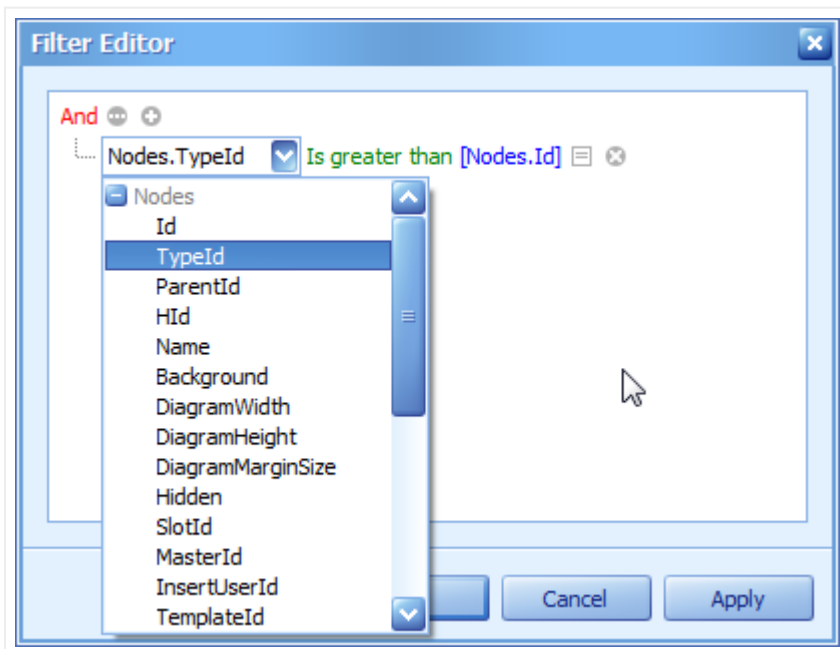 Filter Editor
And
Nodes.TypeId Is greater than [Nodes.Id]
Nodes
Id
TypeId
ParentId
HId
Name
Background
DiagramWidth
DiagramHeight
DiagramMarginSize
Hidden
SlotId
MasterId
InsertUserId
TemplateId
Cancel Apply